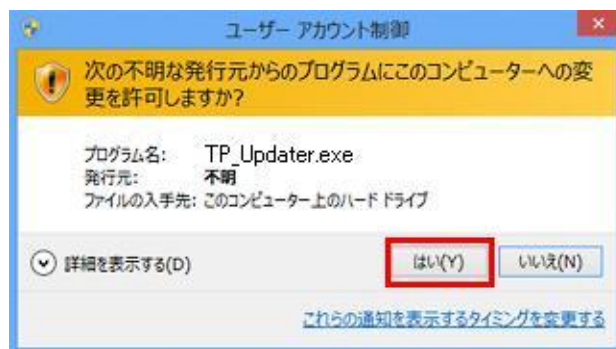 ユーザー アカウント制御
次の不明な発行元からのプログラムにこのコンピューターへの変
更を許可しますか?
プログラム名: TP_Updater.exe
発行元: 不明
ファイルの入手先: このコンピューター上のハード ドライブ
詳細を表示する(D) はい(Y) いいえ(N)
これらの通知を表示するタイミングを変更する